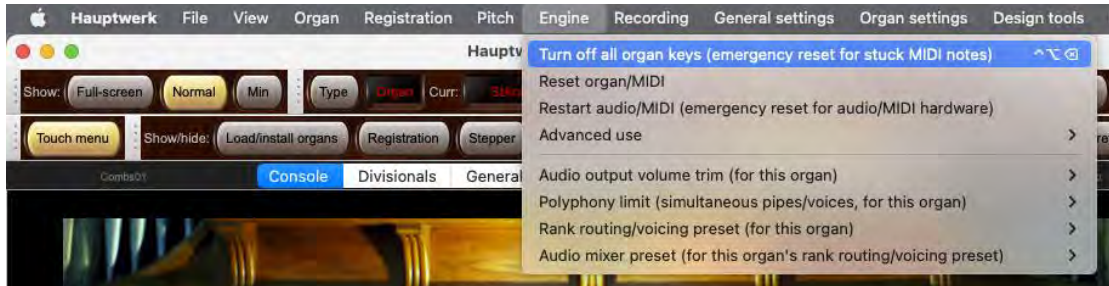 Hauptwerk File View Organ Registration Pitch Engine Recording General settings Organ settings Design tools
Turn off all organ keys (emergency reset for stuck MIDI notes) ^⌥⌫
Show: Full-screen Normal Min Type Organ Curr:
Reset organ/MIDI
Restart audio/MIDI (emergency reset for audio/MIDI hardware)
Touch menu Show/hide: Load/install organs Registration Stepper
Advanced use
Combs01 Console Divisionals
Audio output volume trim (for this organ)
Polyphony limit (simultaneous pipes/voices, for this organ)
Rank routing/voicing preset (for this organ)
Audio mixer preset (for this organ's rank routing/voicing preset)